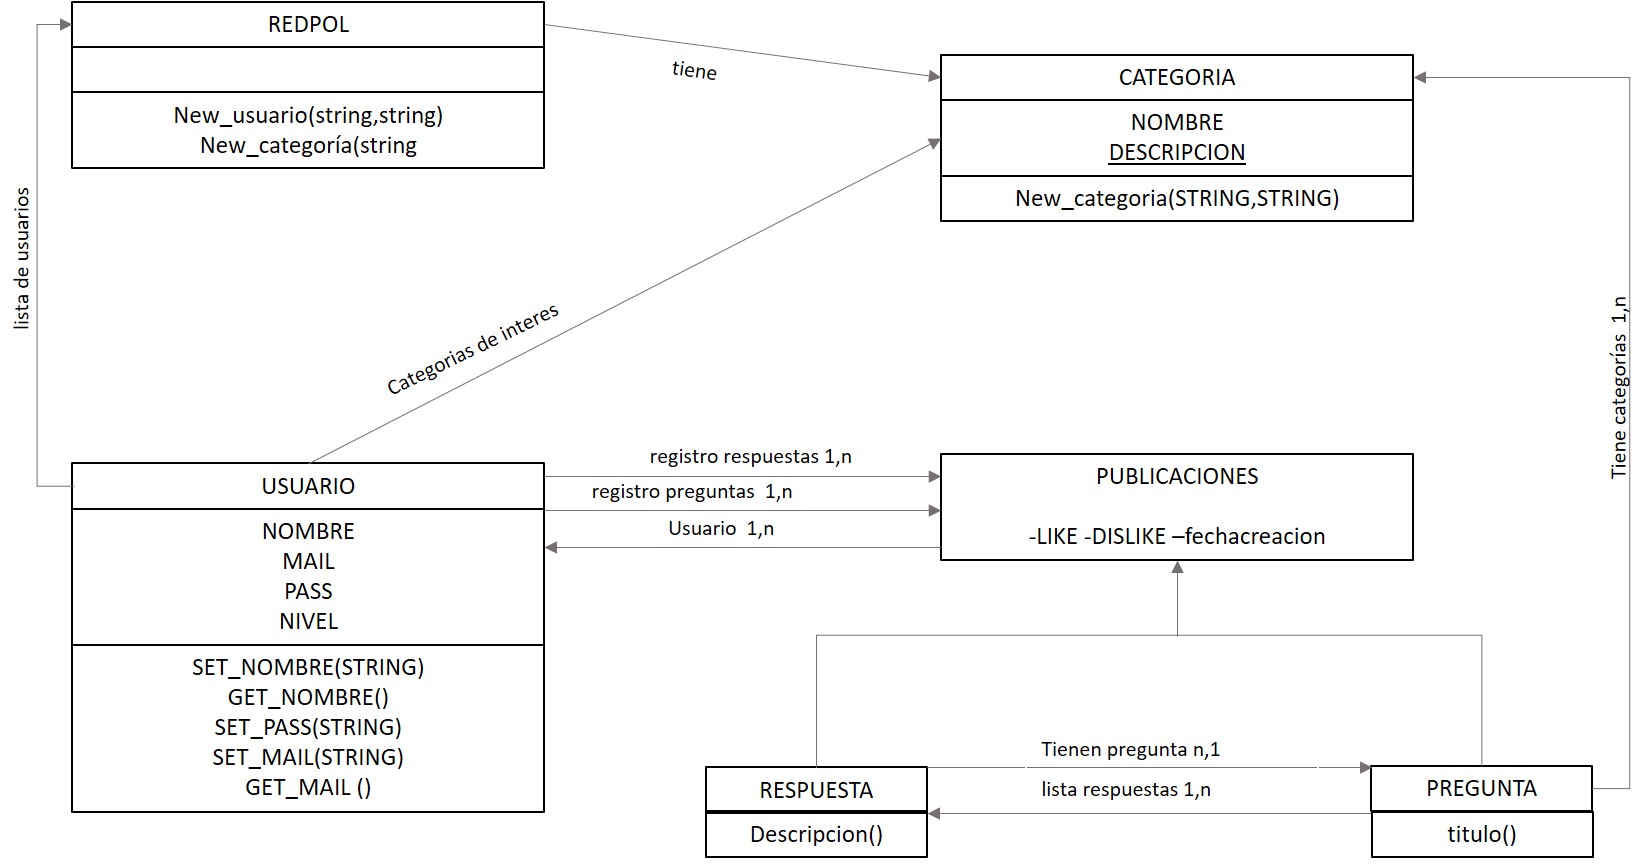 REDPOL
New_usuario(string,string)
New_categoría(string
tiene
CATEGORIA
NOMBRE
DESCRIPCION
New_categoria(STRING,STRING)
lista de usuarios
Categorias de interes
Tiene categorías 1,n
USUARIO
NOMBRE
MAIL
PASS
NIVEL
SET_NOMBRE(STRING)
GET_NOMBRE()
SET_PASS(STRING)
SET_MAIL(STRING)
GET_MAIL ()
registro respuestas 1,n
registro preguntas 1,n
Usuario 1,n
PUBLICACIONES
-LIKE -DISLIKE –fechacreacion
Tienen pregunta n,1
lista respuestas 1,n
RESPUESTA
Descripcion()
PREGUNTA
titulo()